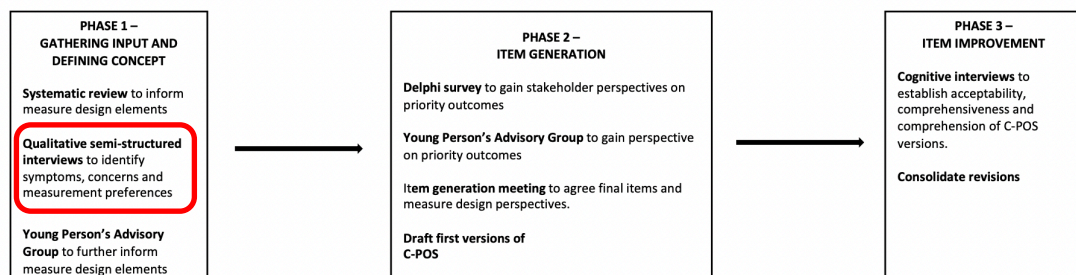 PHASE 1 –
GATHERING INPUT AND
DEFINING CONCEPT
Systematic review to inform
measure design elements
Qualitative semi-structured
interviews to identify
symptoms, concerns and
measurement preferences
Young Person's Advisory
Group to further inform
measure design elements
PHASE 2 –
ITEM GENERATION
Delphi survey to gain stakeholder perspectives on
priority outcomes
Young Person's Advisory Group to gain perspective
on priority outcomes
Item generation meeting to agree final items and
measure design perspectives.
Draft first versions of
C-POS
PHASE 3 –
ITEM IMPROVEMENT
Cognitive interviews to
establish acceptability,
comprehensiveness and
comprehension of C-POS
versions.
Consolidate revisions